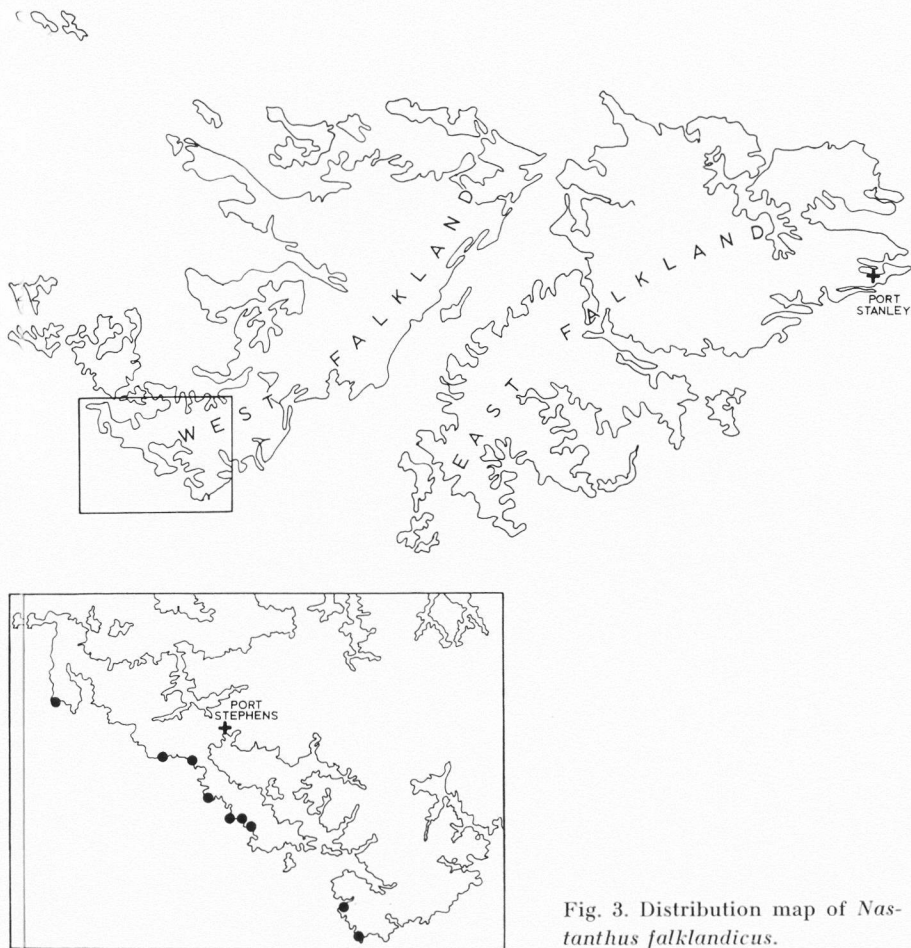 WEST FALKLAND
EAST FALKLAND
PORT
STANLEY
PORT
STEPHENS
Fig. 3. Distribution map of Nas-
tanthus falklandicus.